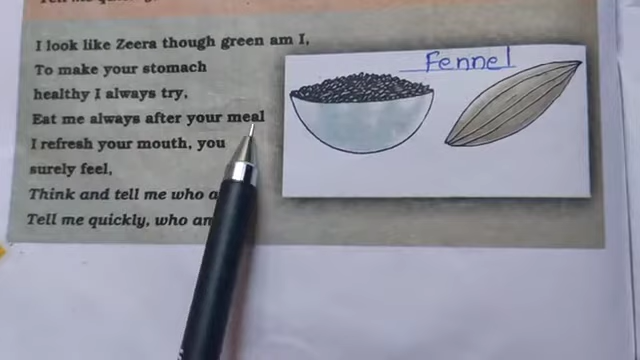 I look like Zeera though green am I,
To make your stomach
healthy I always try,
Eat me always after your meal
I refresh your mouth, you
surely feel,
Think and tell me who
Tell me quickly, who am
Fennel